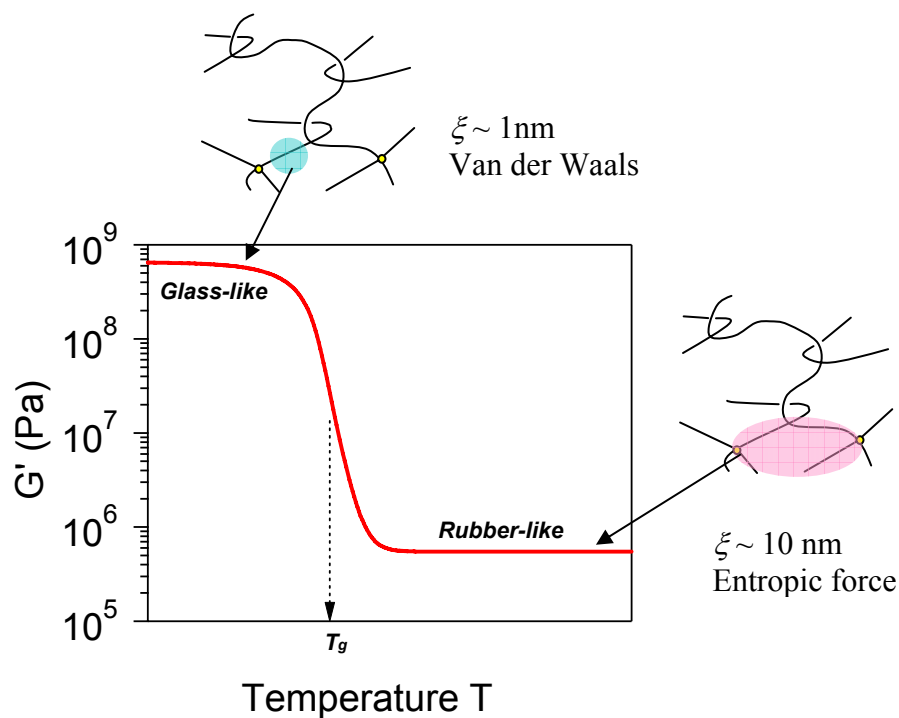 ξ ~ 1nm
Van der Waals
10⁹
Glass-like
10⁸
G' (Pa)
10⁷
10⁶
Rubber-like
ξ ~ 10 nm
Entropic force
10⁵
Tg
Temperature T